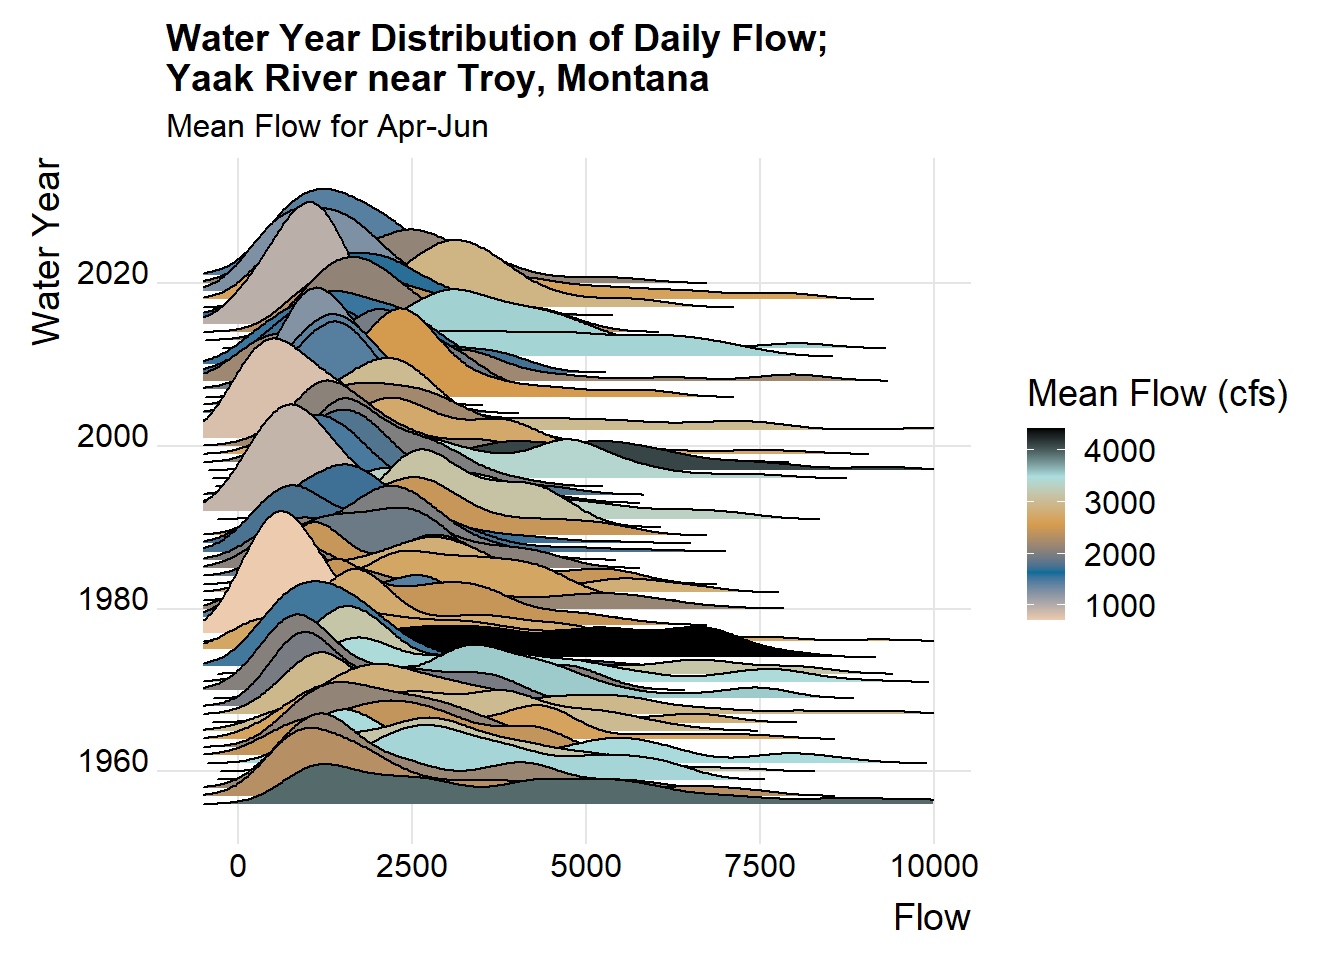 Water Year Distribution of Daily Flow;
Yaak River near Troy, Montana
Mean Flow for Apr-Jun
Water Year
2020
2000
1980
1960
0 2500 5000 7500 10000
Flow
Mean Flow (cfs)
4000
3000
2000
1000